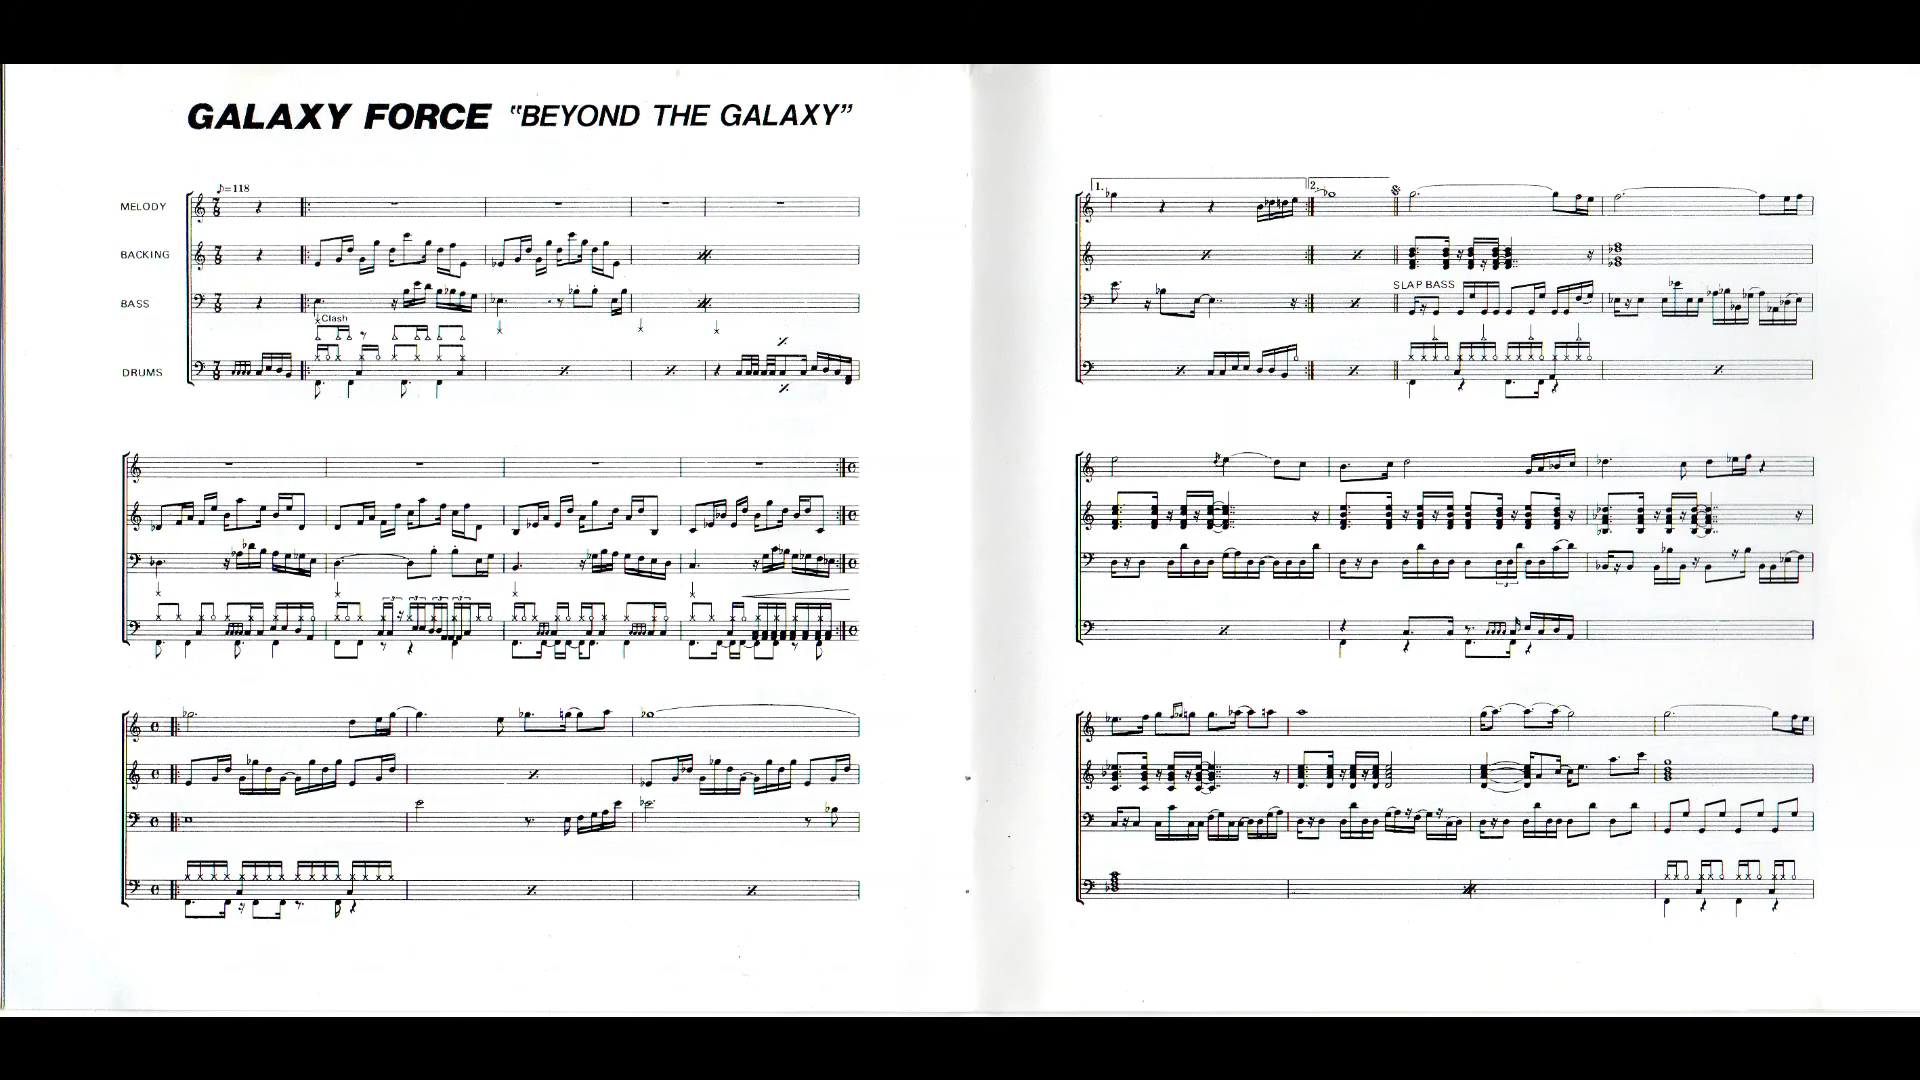 GALAXY FORCE “BEYOND THE GALAXY”
♪=118
MELODY
BACKING
BASS
Clash
DRUMS
1.
2.
SLAP BASS